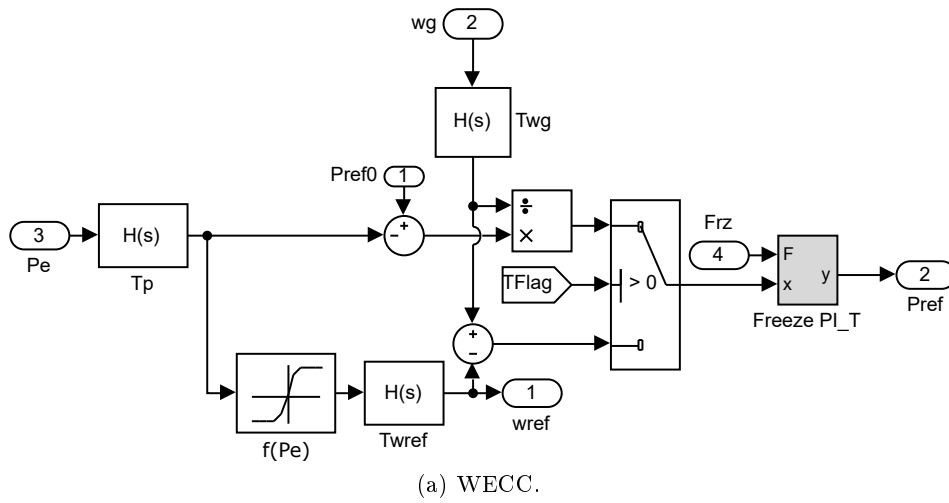 wg
2
H(s)
Twg
Pref0
1
3
Pe
H(s)
Tp
- +
÷
×
Frz
4
F
x
y
2
Pref
Freeze PI_T
TFlag
> 0
+
-
f(Pe)
H(s)
Twref
1
wref
(a) WECC.